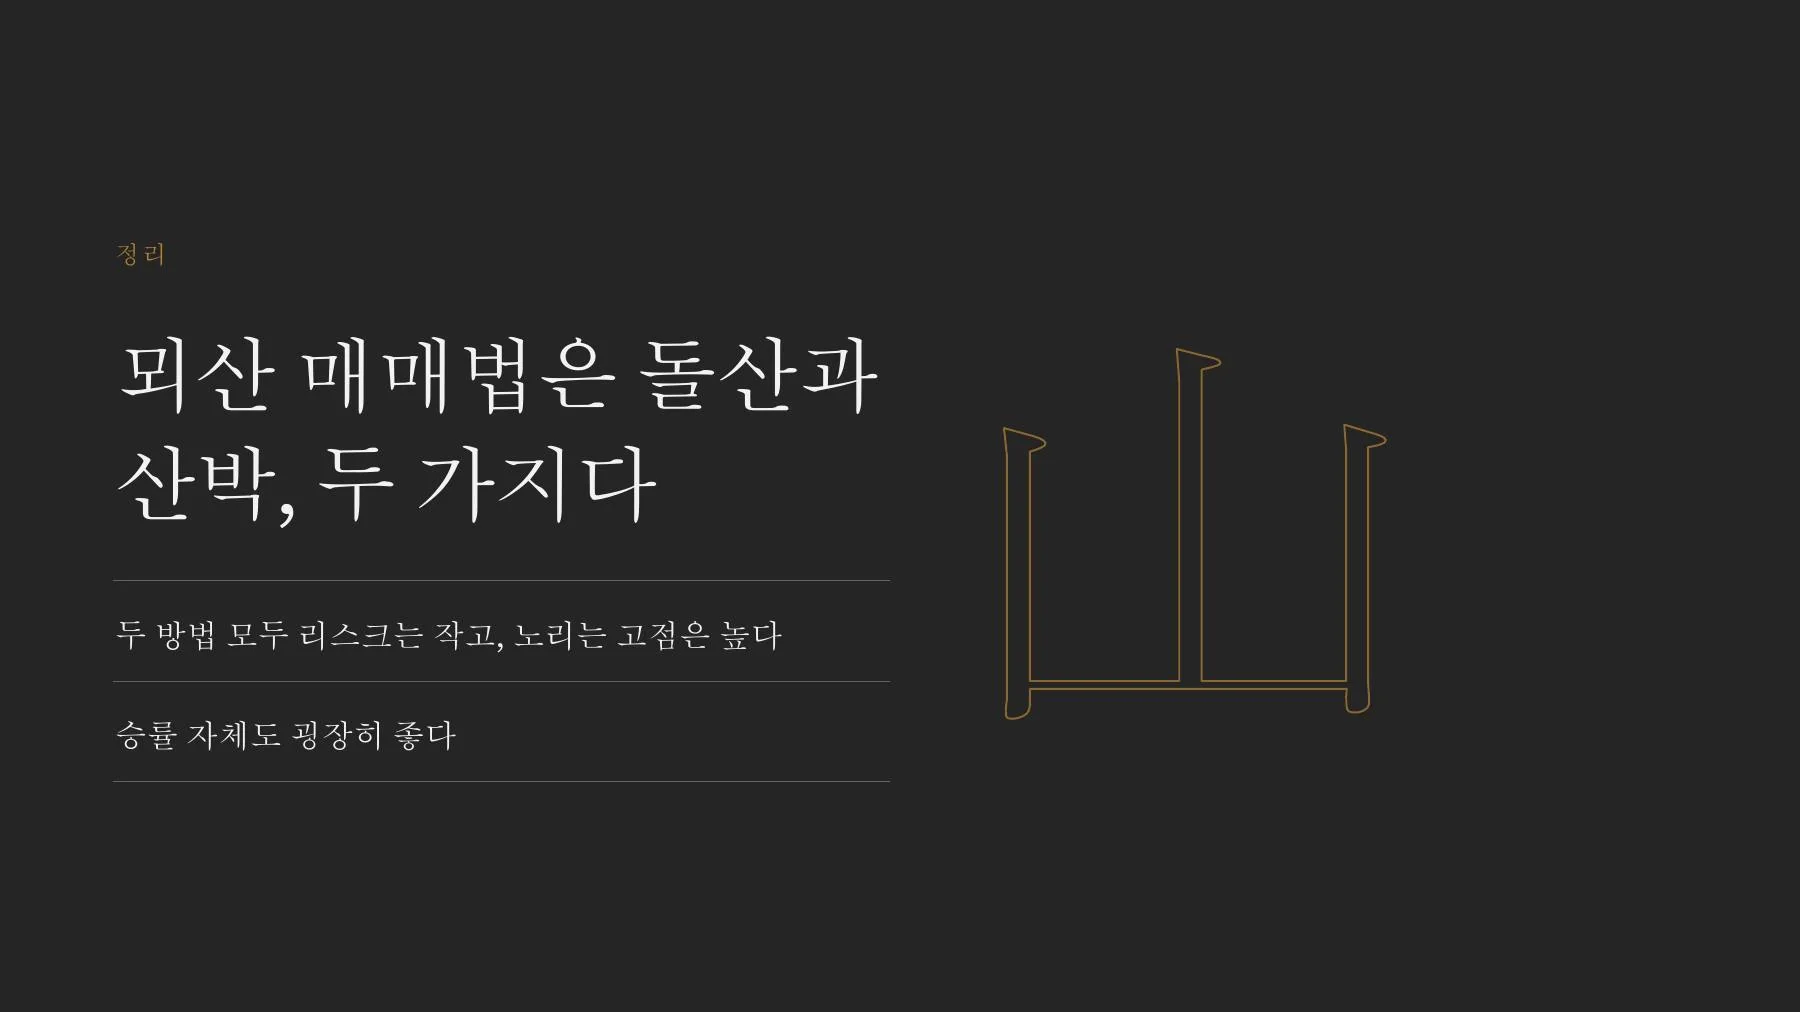 정리
뫼산 매매법은 돌산과
산박, 두 가지다
두 방법 모두 리스크는 작고, 노리는 고점은 높다
승률 자체도 굉장히 좋다
山